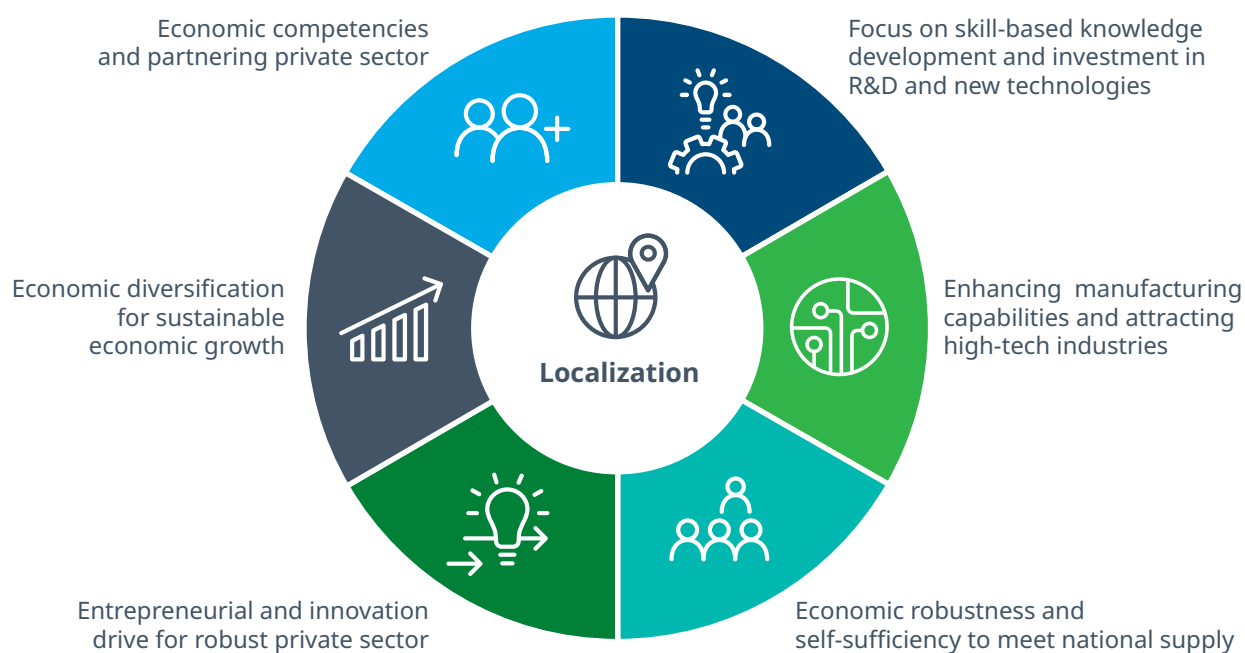 Economic competencies
and partnering private sector
Focus on skill-based knowledge
development and investment in
R&D and new technologies
Economic diversification
for sustainable
economic growth
Localization
Enhancing  manufacturing
capabilities and attracting
high-tech industries
Entrepreneurial and innovation
drive for robust private sector
Economic robustness and
self-sufficiency to meet national supply